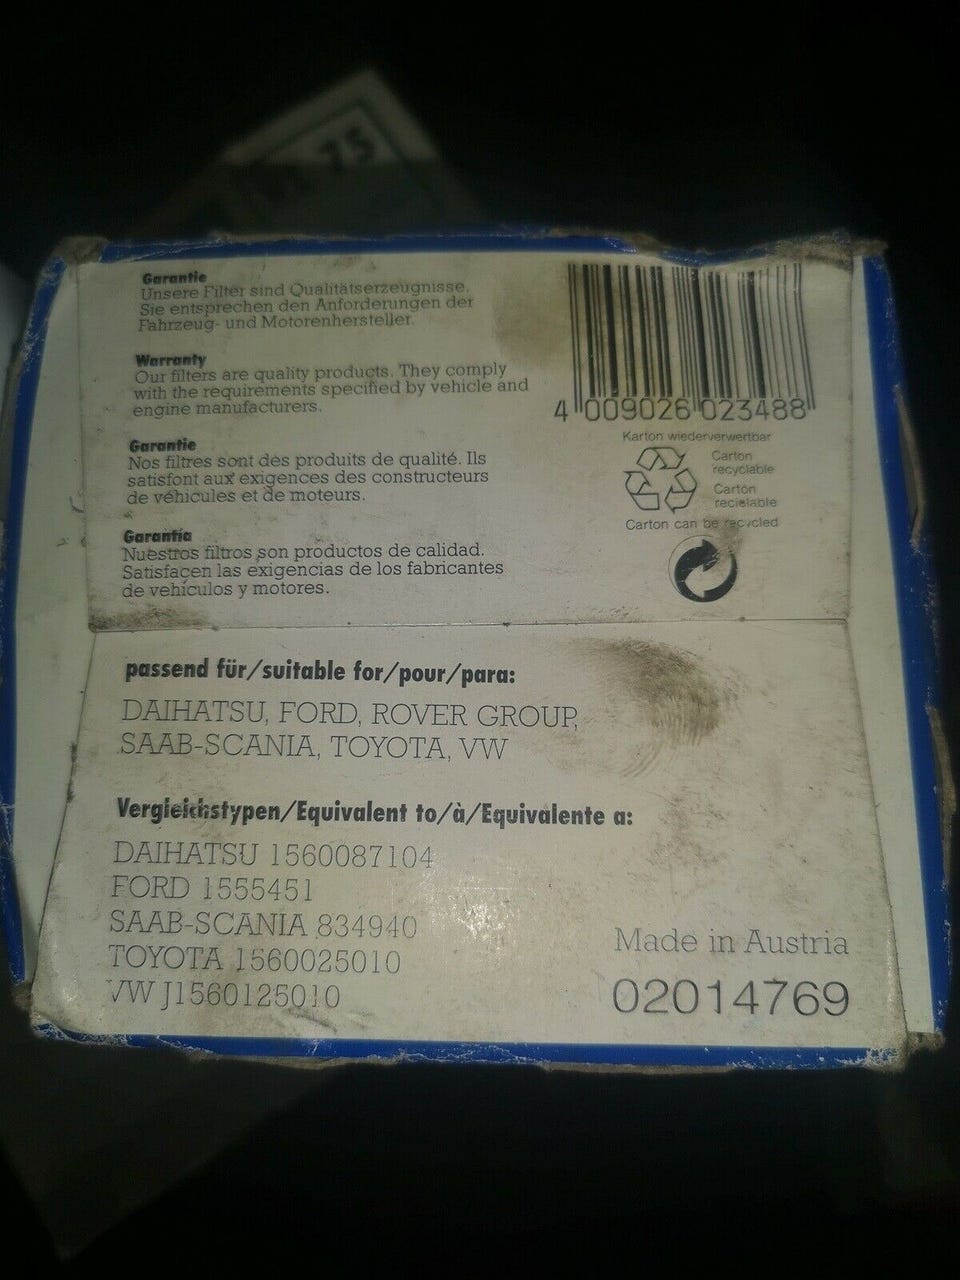 75
Garantie
Unsere Filter sind Qualitätserzeugnisse.
Sie entsprechen den Anforderungen der
Fahrzeug- und Motorenhersteller.
Warranty
Our filters are quality products. They comply
with the requirements specified by vehicle and
engine manufacturers.
Garantie
Nos filtres sont des produits de qualité. Ils
satisfont aux exigences des constructeurs
de véhicules et de moteurs.
Garantía
Nuestros filtros son productos de calidad.
Satisfacen las exigencias de los fabricantes
de vehículos y motores.
4 009026 023488
Karton wiederverwertbar
Carton
recyclable
Cartón
reciclable
Carton can be recycled
passend für/suitable for/pour/para:
DAIHATSU, FORD, ROVER GROUP,
SAAB-SCANIA, TOYOTA, VW
Vergleichstypen/Equivalent to/à/Equivalente a:
DAIHATSU 1560087104
FORD 1555451
SAAB-SCANIA 834940
TOYOTA 1560025010
VW J1560125010
Made in Austria
02014769